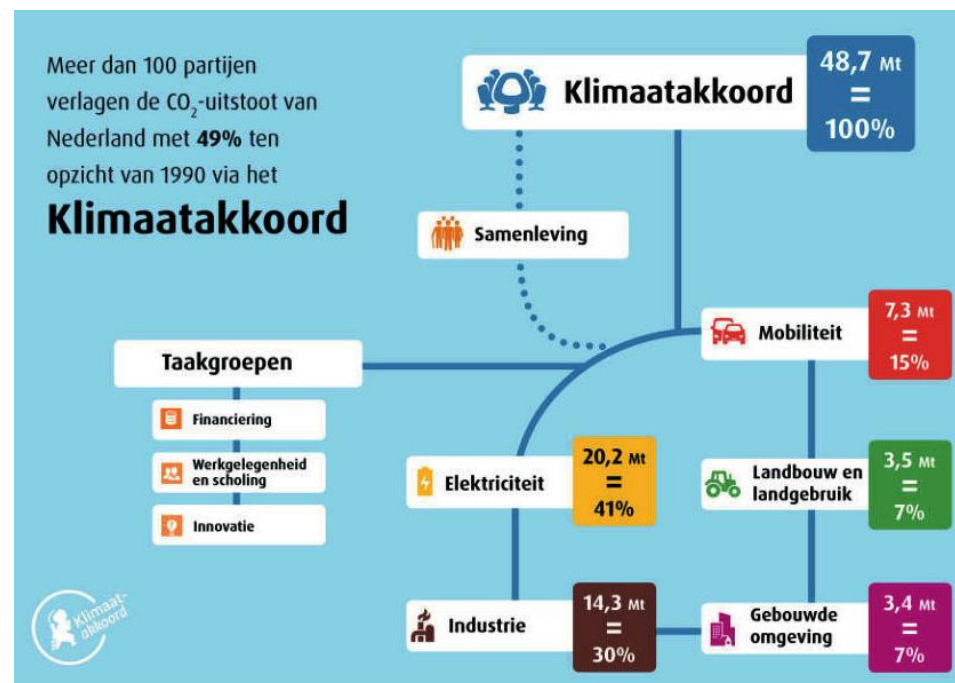 Meer dan 100 partijen
verlagen de CO₂-uitstoot van
Nederland met 49% ten
opzicht van 1990 via het
Klimaatakkoord
Klimaatakkoord
48,7 Mt
=
100%
Samenleving
Mobiliteit
7,3 Mt
=
15%
Taakgroepen
Financiering
Werkgelegenheid
en scholing
Innovatie
Elektriciteit
20,2 Mt
=
41%
Landbouw en
landgebruik
3,5 Mt
=
7%
Industrie
14,3 Mt
=
30%
Gebouwde
omgeving
3,4 Mt
=
7%
Klimaat-
akkoord